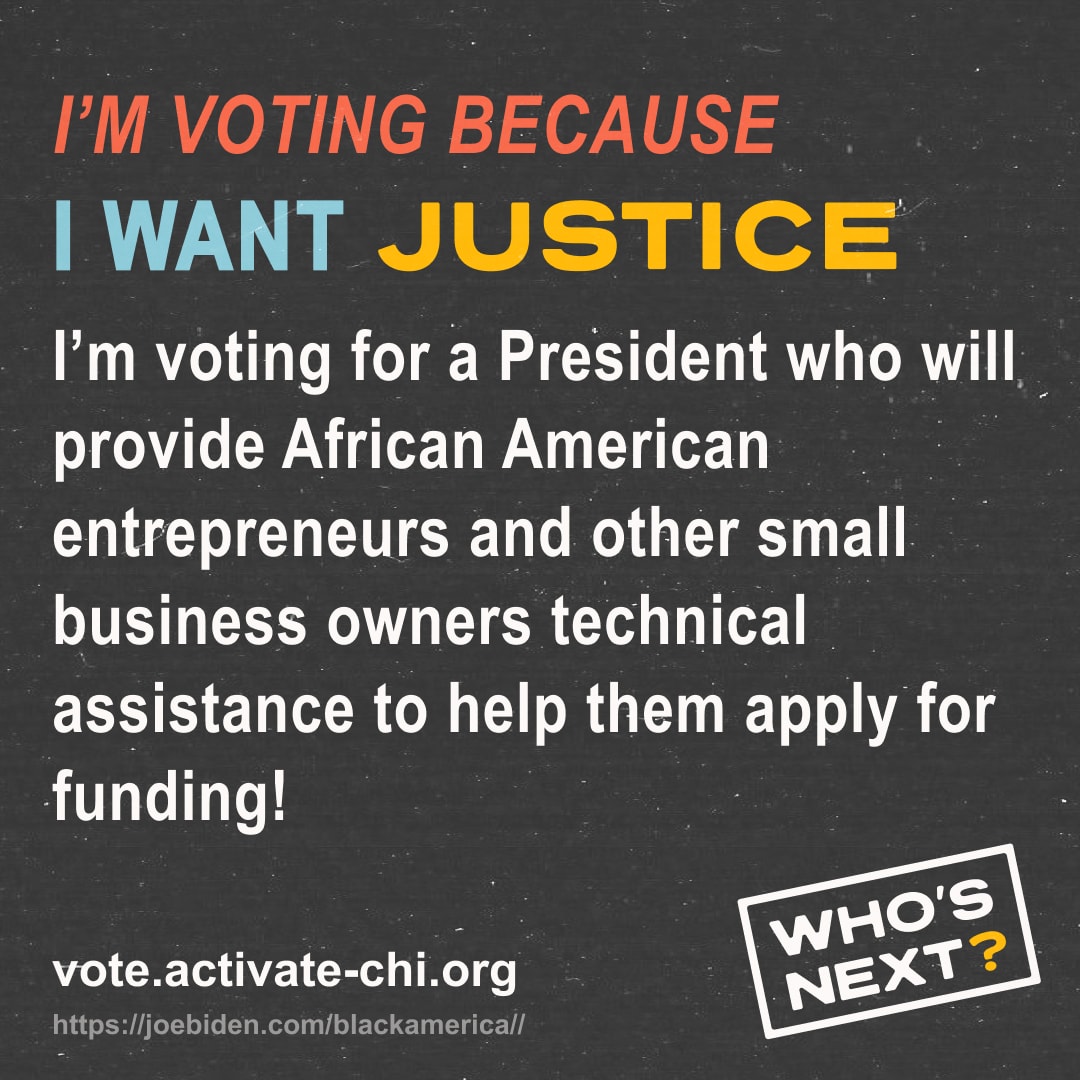 I’M VOTING BECAUSE
I WANT JUSTICE
I’m voting for a President who will
provide African American
entrepreneurs and other small
business owners technical
assistance to help them apply for
funding!
WHO’S
NEXT?
vote.activate-chi.org
https://joebiden.com/blackamerica//